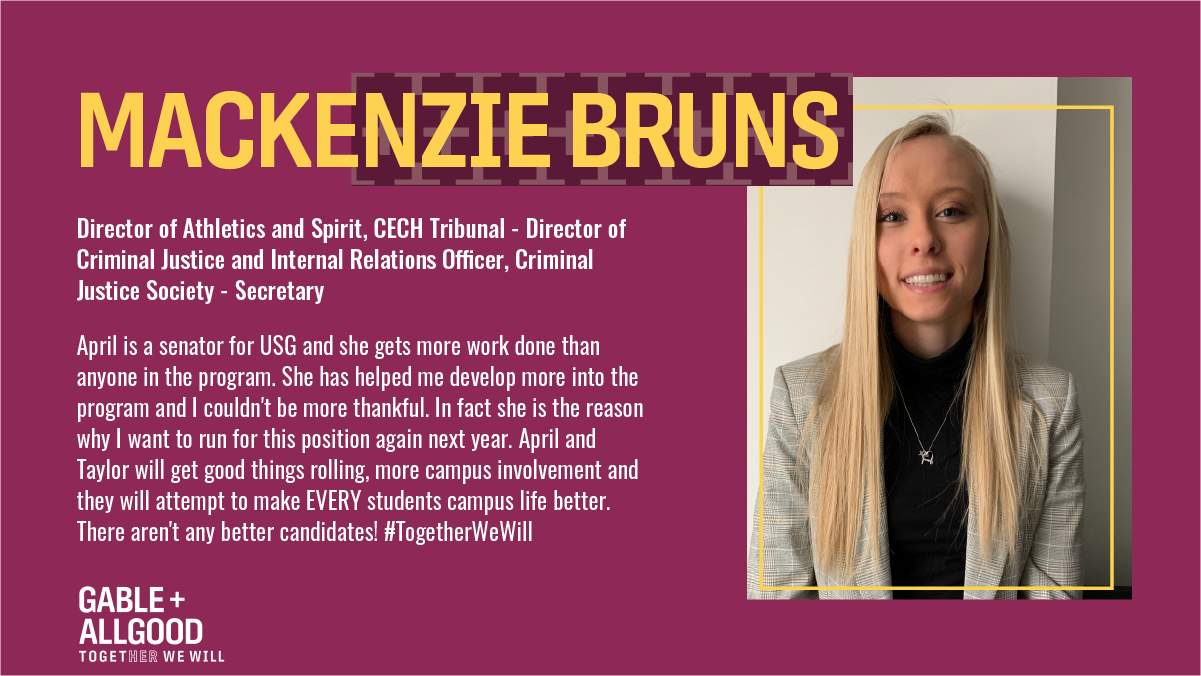 MACKENZIE BRUNS
Director of Athletics and Spirit, CECH Tribunal - Director of
Criminal Justice and Internal Relations Officer, Criminal
Justice Society - Secretary
April is a senator for USG and she gets more work done than
anyone in the program. She has helped me develop more into the
program and I couldn't be more thankful. In fact she is the reason
why I want to run for this position again next year. April and
Taylor will get good things rolling, more campus involvement and
they will attempt to make EVERY students campus life better.
There aren't any better candidates! #TogetherWeWill
GABLE +
ALLGOOD
TOGETHER WE WILL